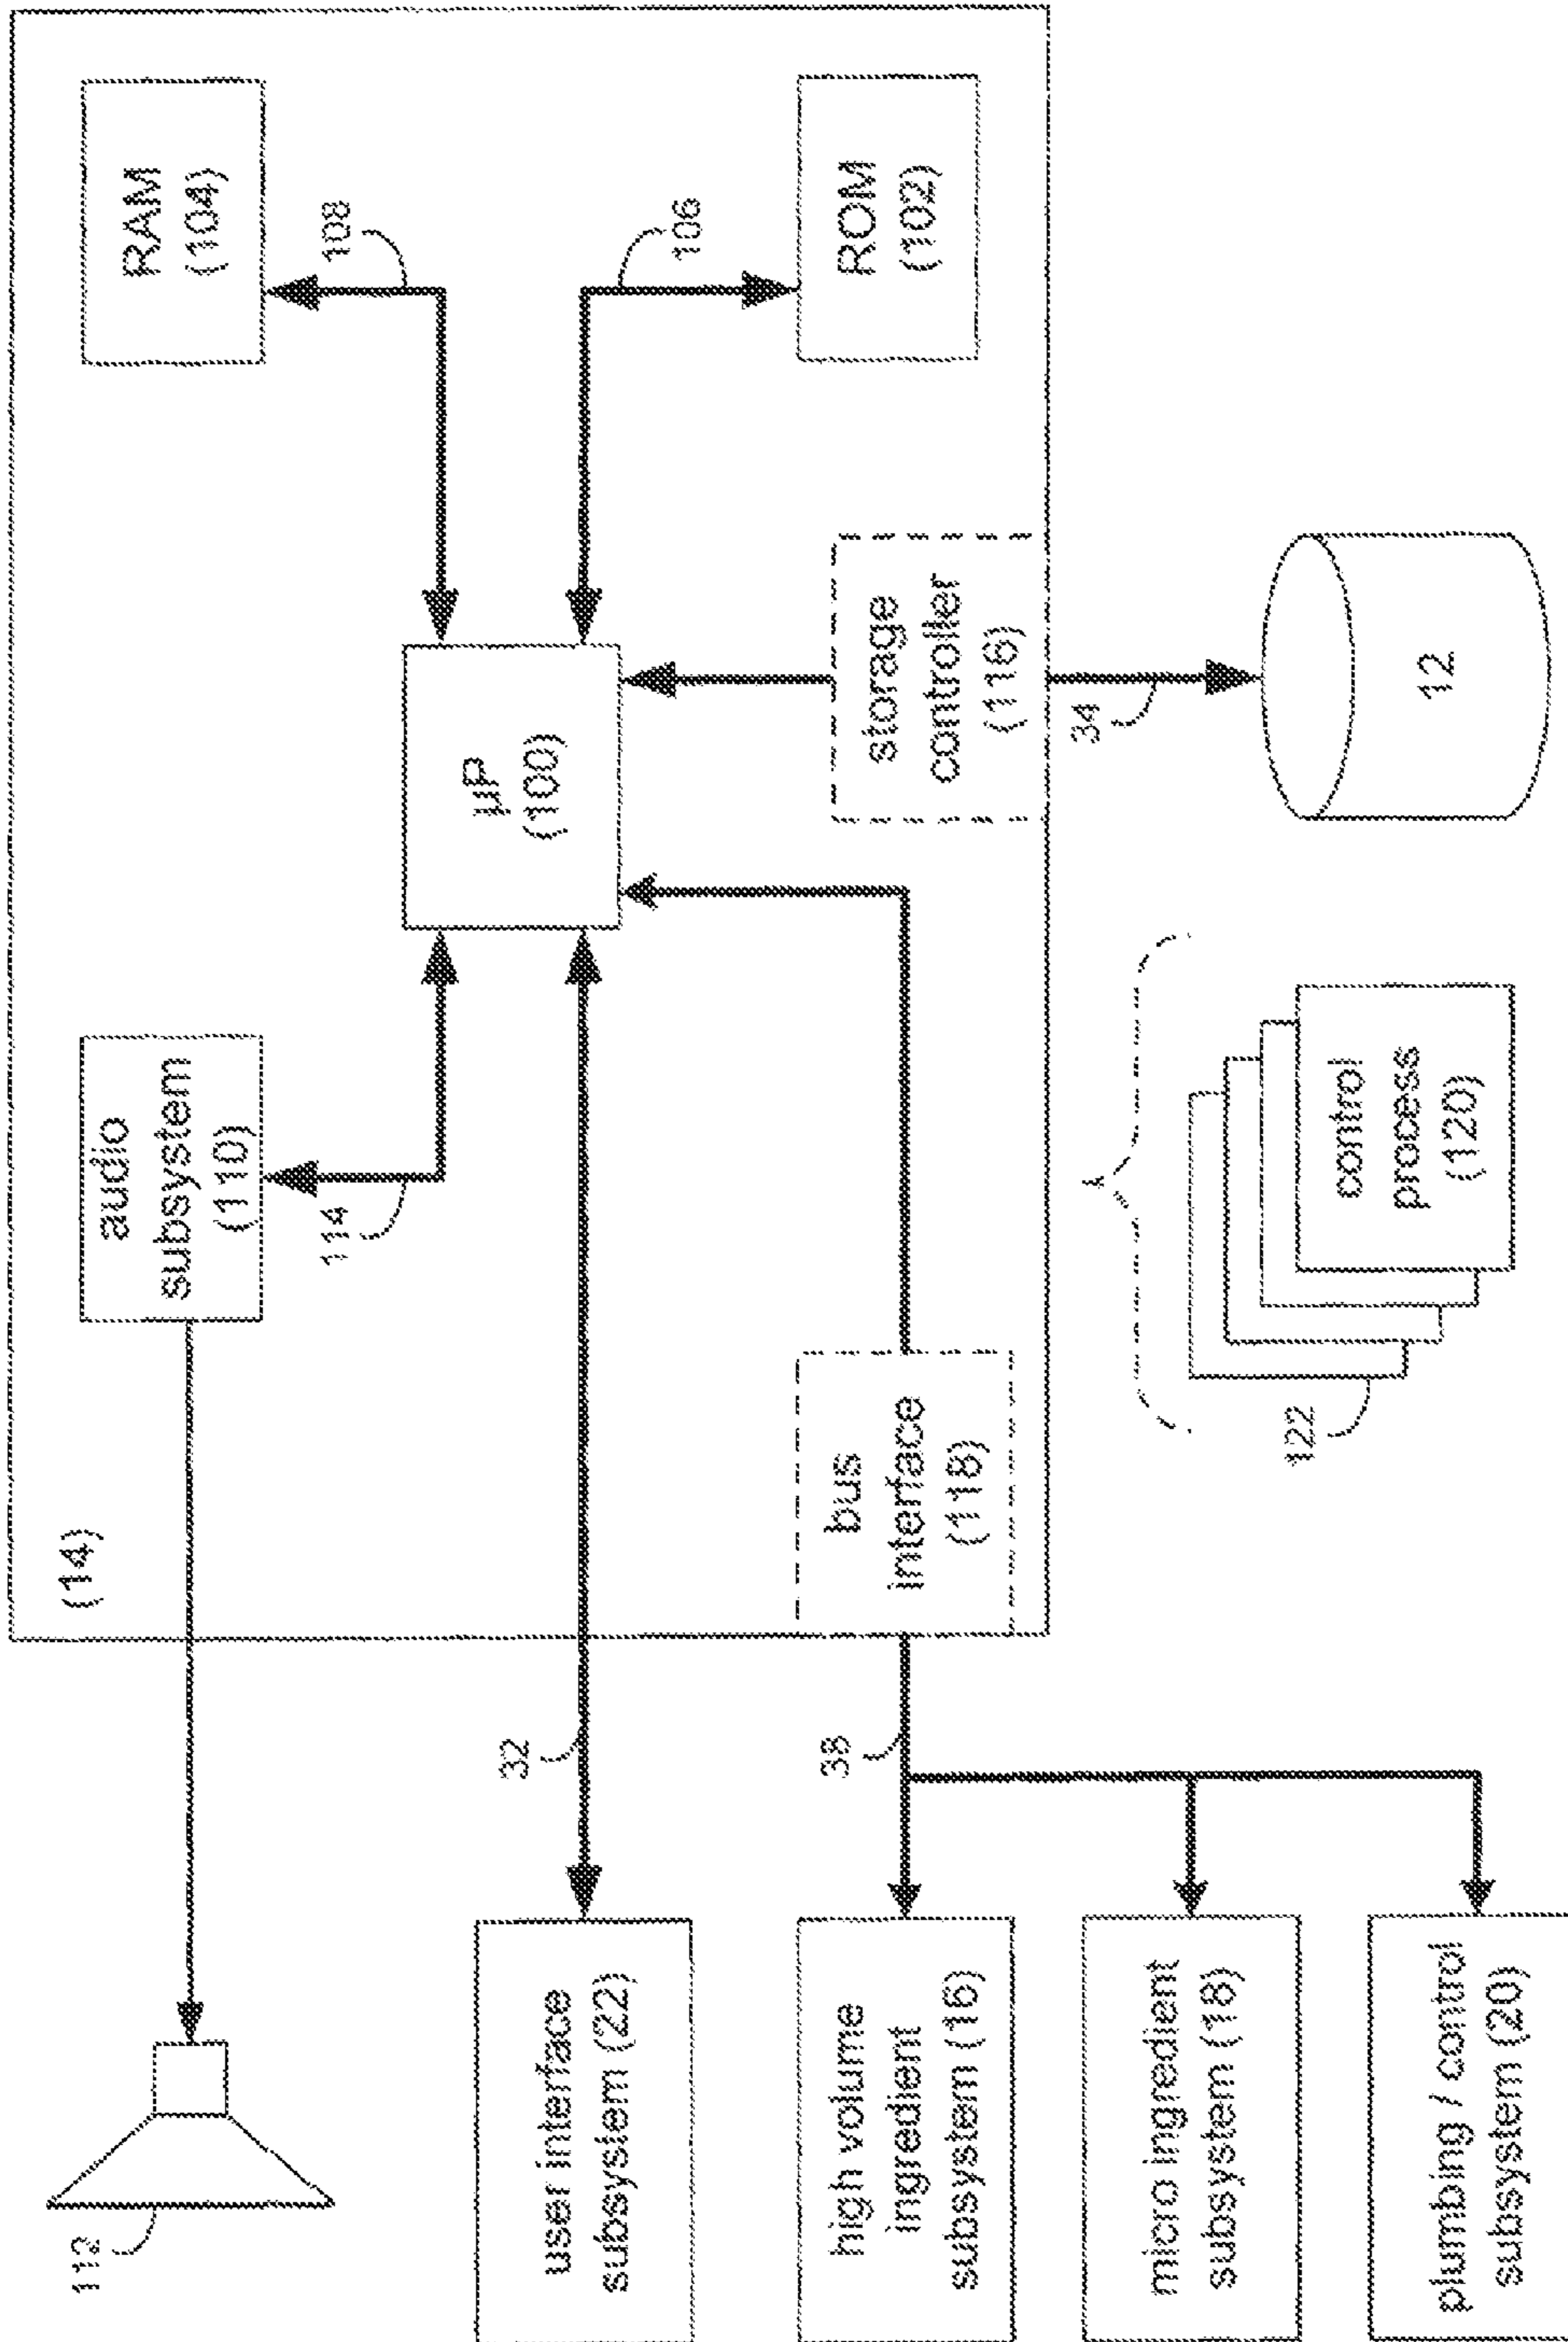 (14)
RAM
(104)
108
106
ROM
(102)
µP
(100)
audio
subsystem
(110)
114
storage
controller
(116)
34
12
bus
interface
(118)
control
process
(120)
122
112
32
38
user interface
subsystem (22)
high volume
ingredient
subsystem (16)
micro ingredient
subsystem (18)
plumbing / control
subsystem (20)